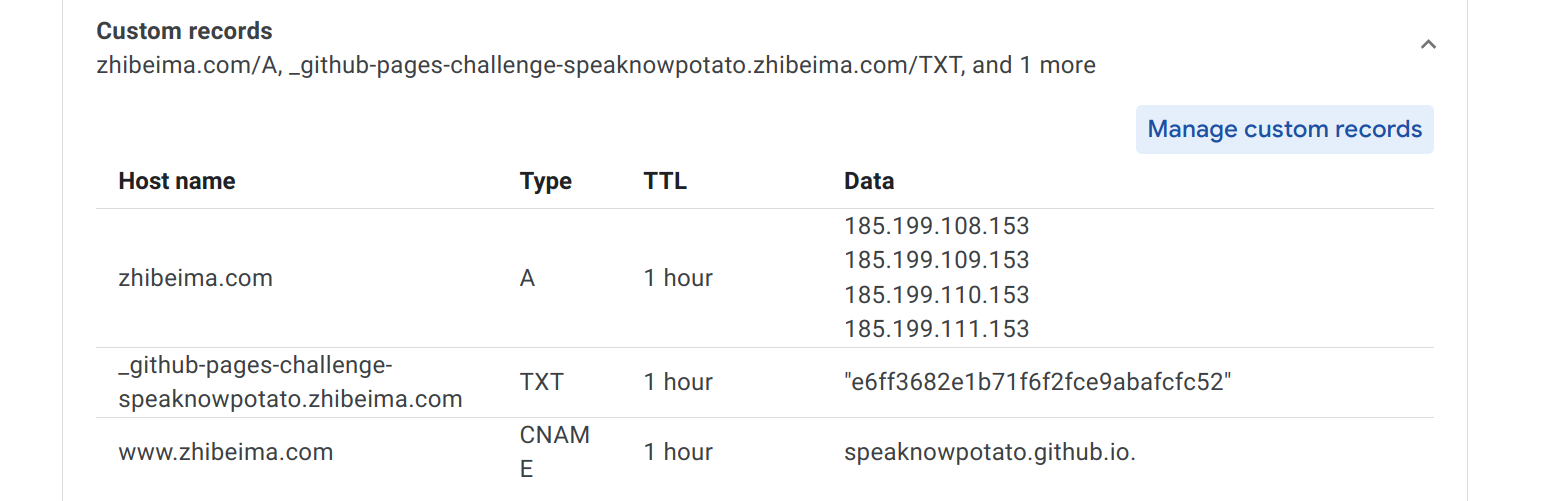 Custom records
zhibeima.com/A, _github-pages-challenge-speaknowpotato.zhibeima.com/TXT, and 1 more
Manage custom records
Host name Type TTL Data
zhibeima.com A 1 hour 185.199.108.153
185.199.109.153
185.199.110.153
185.199.111.153
_github-pages-challenge-
speaknowpotato.zhibeima.com TXT 1 hour "e6ff3682e1b71f6f2fce9abafcfc52"
www.zhibeima.com CNAM
E 1 hour speaknowpotato.github.io.